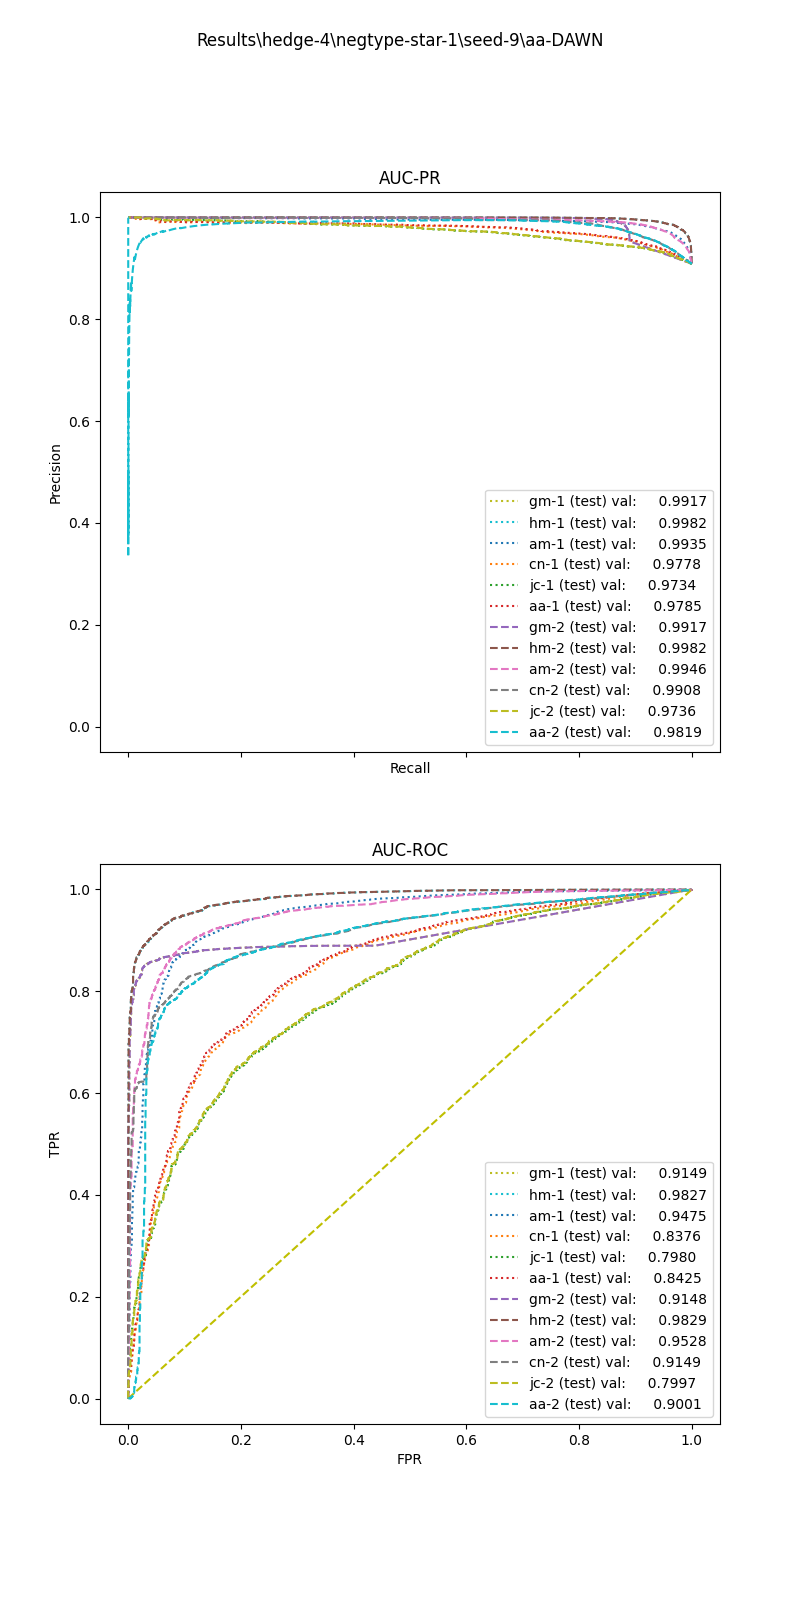 Results\hedge-4\negtype-star-1\seed-9\aa-DAWN
AUC-PR
1.0
0.8
0.6
0.4
0.2
0.0
Precision
gm-1 (test) val: 0.9917
hm-1 (test) val: 0.9982
am-1 (test) val: 0.9935
cn-1 (test) val: 0.9778
jc-1 (test) val: 0.9734
aa-1 (test) val: 0.9785
gm-2 (test) val: 0.9917
hm-2 (test) val: 0.9982
am-2 (test) val: 0.9946
cn-2 (test) val: 0.9908
jc-2 (test) val: 0.9736
aa-2 (test) val: 0.9819
Recall
AUC-ROC
1.0
0.8
0.6
0.4
0.2
0.0
TPR
gm-1 (test) val: 0.9149
hm-1 (test) val: 0.9827
am-1 (test) val: 0.9475
cn-1 (test) val: 0.8376
jc-1 (test) val: 0.7980
aa-1 (test) val: 0.8425
gm-2 (test) val: 0.9148
hm-2 (test) val: 0.9829
am-2 (test) val: 0.9528
cn-2 (test) val: 0.9149
jc-2 (test) val: 0.7997
aa-2 (test) val: 0.9001
0.0 0.2 0.4 0.6 0.8 1.0
FPR